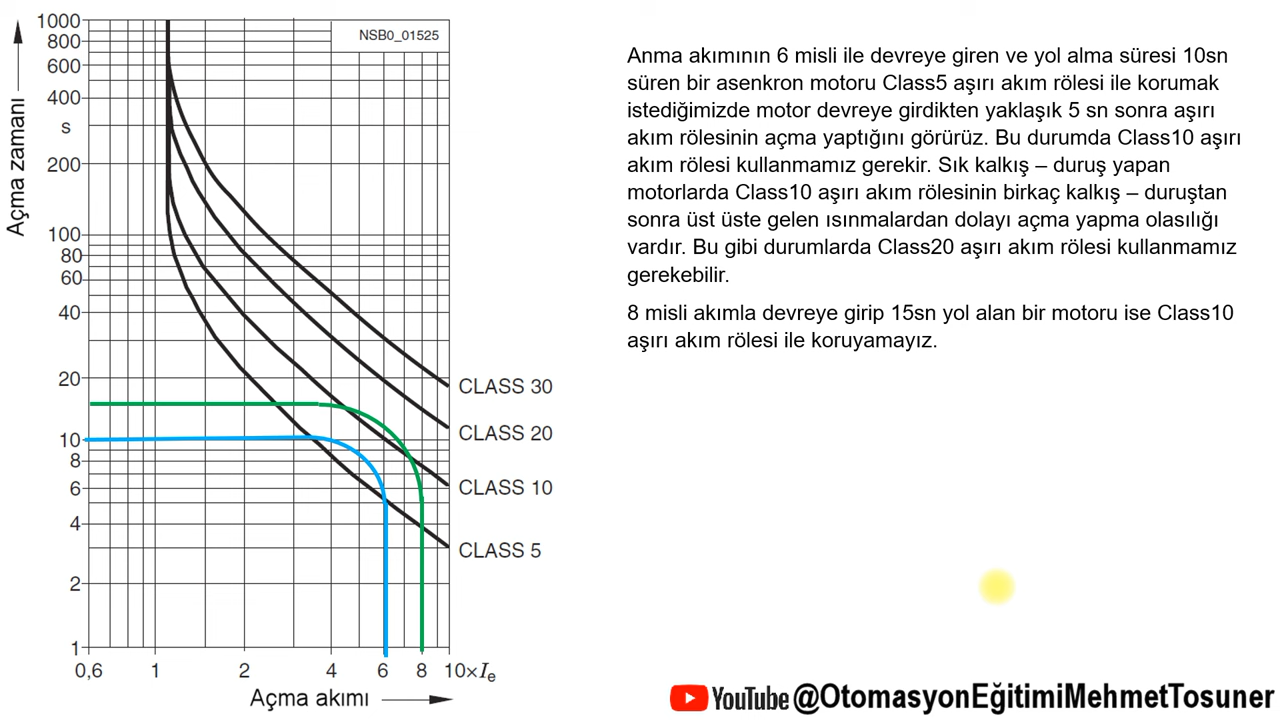 1000
800
600
400
s
200
100
80
60
40
20
10
8
6
4
2
1
Açma zamanı
NSB0_01525
CLASS 30
CLASS 20
CLASS 10
CLASS 5
0,6 1 2 4 6 8 10×Ie
Açma akımı
Anma akımının 6 misli ile devreye giren ve yol alma süresi 10sn
süren bir asenkron motoru Class5 aşırı akım rölesi ile korumak
istediğimizde motor devreye girdikten yaklaşık 5 sn sonra aşırı
akım rölesinin açma yaptığını görürüz. Bu durumda Class10 aşırı
akım rölesi kullanmamız gerekir. Sık kalkış – duruş yapan
motorlarda Class10 aşırı akım rölesinin birkaç kalkış – duruştan
sonra üst üste gelen ısınmalardan dolayı açma yapma olasılığı
vardır. Bu gibi durumlarda Class20 aşırı akım rölesi kullanmamız
gerekebilir.
8 misli akımla devreye girip 15sn yol alan bir motoru ise Class10
aşırı akım rölesi ile koruyamayız.
YouTube @OtomasyonEğitimiMehmetTosuner